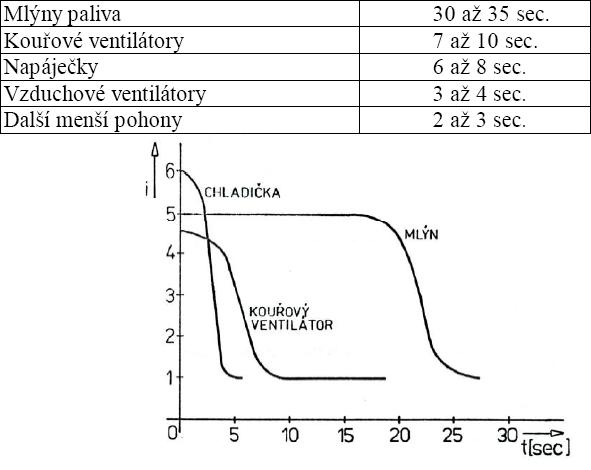 Mlýny paliva 30 až 35 sec.
Kouřové ventilátory 7 až 10 sec.
Napáječky 6 až 8 sec.
Vzduchové ventilátory 3 až 4 sec.
Další menší pohony 2 až 3 sec.
i
6
5
4
3
2
1
CHLADIČKA
MLÝN
KOUŘOVÝ
VENTILÁTOR
0 5 10 15 20 25 30
t[sec]